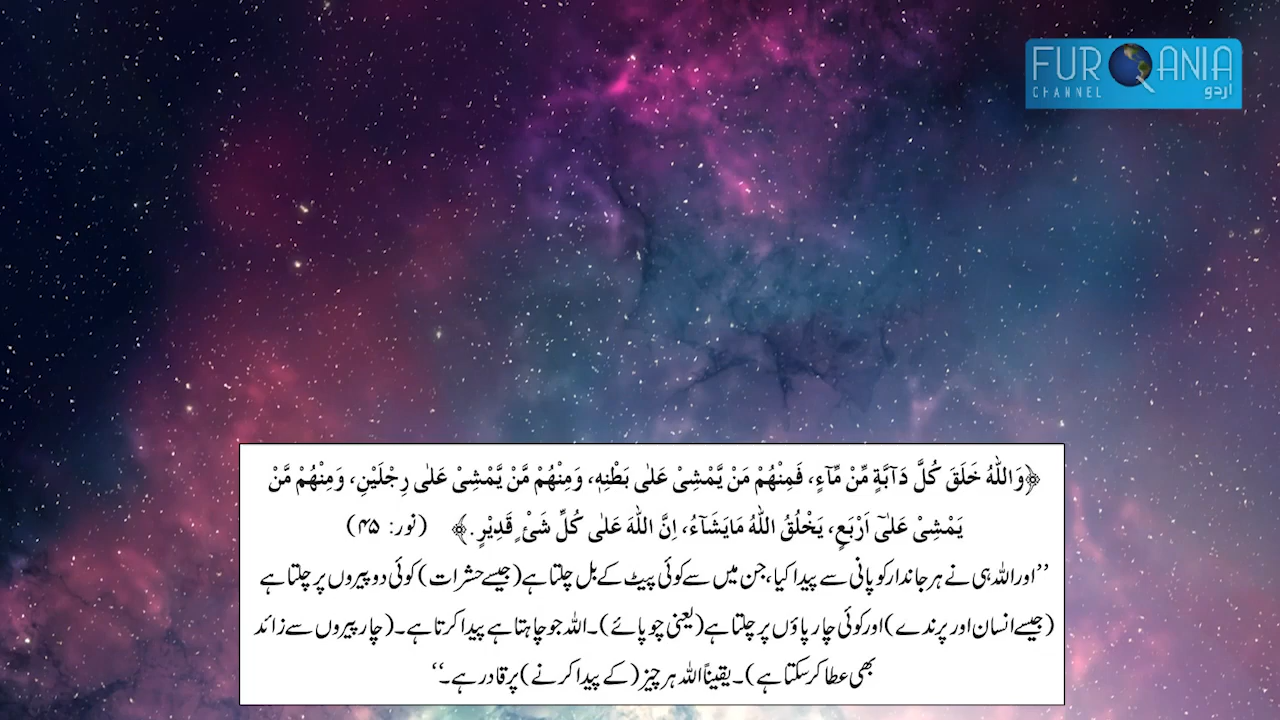 FURQANIA
CHANNEL اردو
﴿وَاللّٰهُ خَلَقَ كُلَّ دَآبَّةٍ مِّنْ مَّآءٍ، فَمِنْهُمْ مَنْ يَّمْشِىْ عَلٰى بَطْنِهٖ، وَمِنْهُمْ مَّنْ يَّمْشِىْ عَلٰى رِجْلَيْنِ، وَمِنْهُمْ مَّنْ
يَمْشِىْ عَلٰىٓ اَرْبَعٍ، يَخْلُقُ اللّٰهُ مَايَشَآءُ، اِنَّ اللّٰهَ عَلٰى كُلِّ شَىْءٍ قَدِيْرٍ.﴾ (نور: ۴۵)
’’اور اللہ ہی نے ہر جاندار کو پانی سے پیدا کیا، جن میں سے کوئی پیٹ کے بل چلتا ہے (جیسے حشرات) کوئی دو پیروں پر چلتا ہے
(جیسے انسان اور پرندے) اور کوئی چار پاؤں پر چلتا ہے (یعنی چوپائے)۔ اللہ جو چاہتا ہے پیدا کرتا ہے۔ (چار پیروں سے زائد
بھی عطا کر سکتا ہے)۔ یقیناً اللہ ہر چیز (کے پیدا کرنے) پر قادر ہے۔‘‘